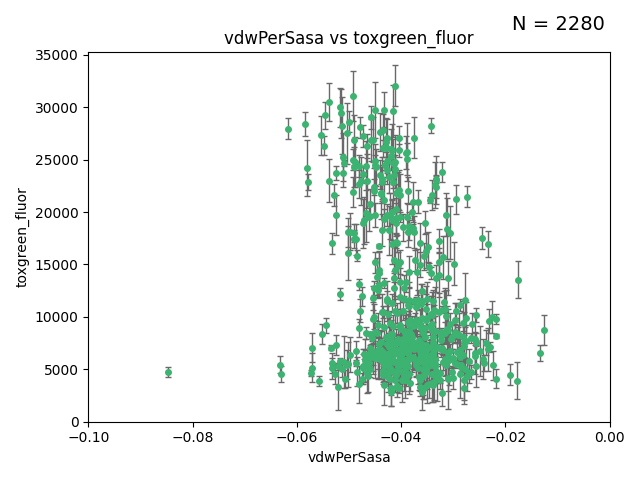 N = 2280
vdwPerSasa vs toxgreen_fluor
toxgreen_fluor
35000
30000
25000
20000
15000
10000
5000
0
−0.10 −0.08 −0.06 −0.04 −0.02 0.00
vdwPerSasa